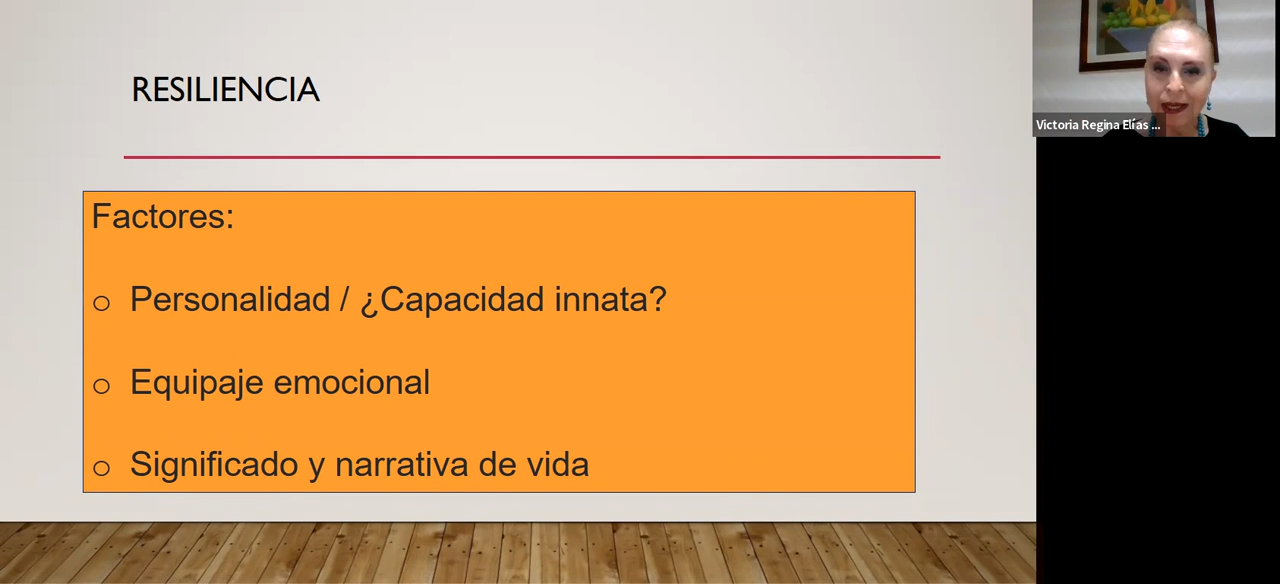 RESILIENCIA
Factores:
o Personalidad / ¿Capacidad innata?
o Equipaje emocional
o Significado y narrativa de vida
Victoria Regina Elías ...